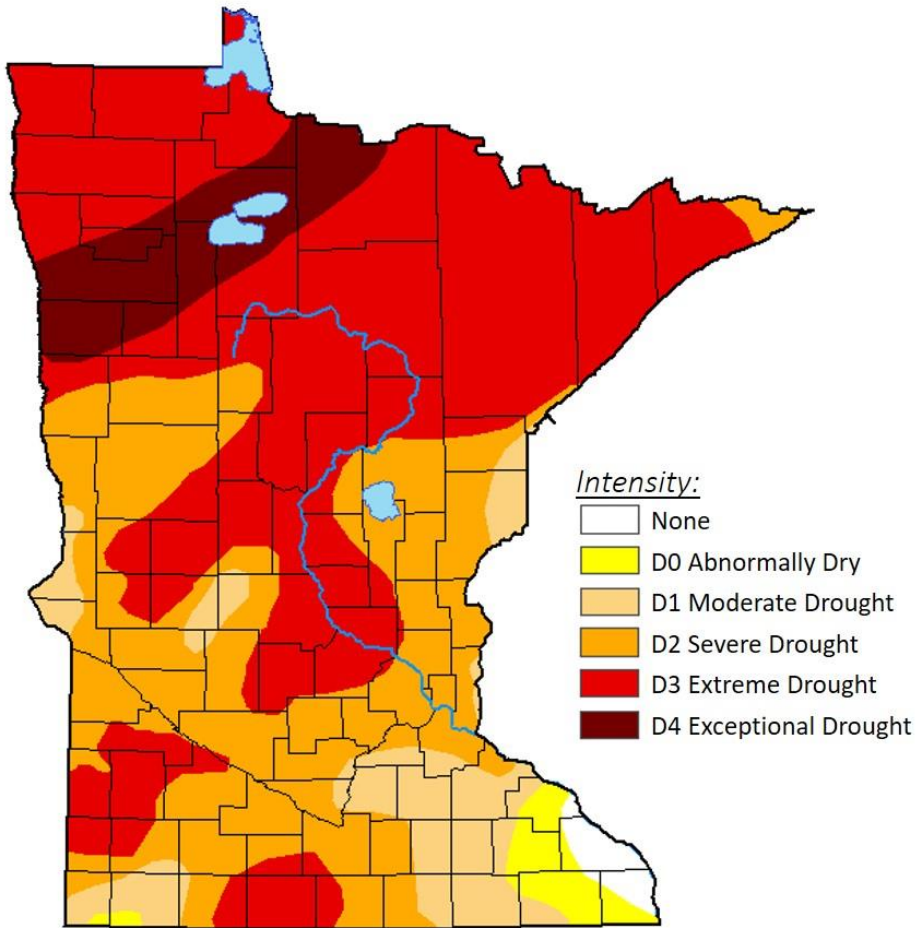 Intensity:
None
D0 Abnormally Dry
D1 Moderate Drought
D2 Severe Drought
D3 Extreme Drought
D4 Exceptional Drought